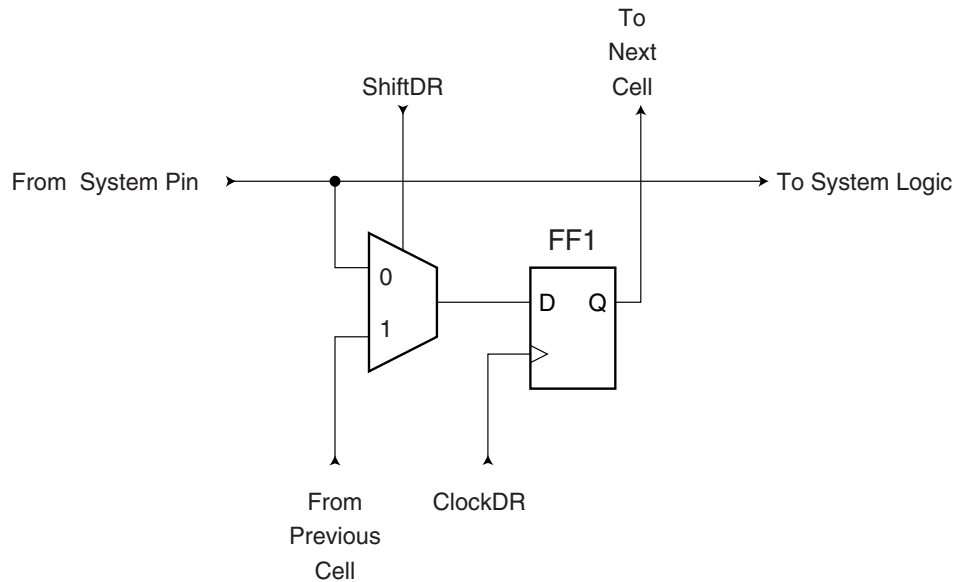 To
Next
Cell
ShiftDR
From System Pin
To System Logic
FF1
0
D Q
1
From
Previous
Cell
ClockDR